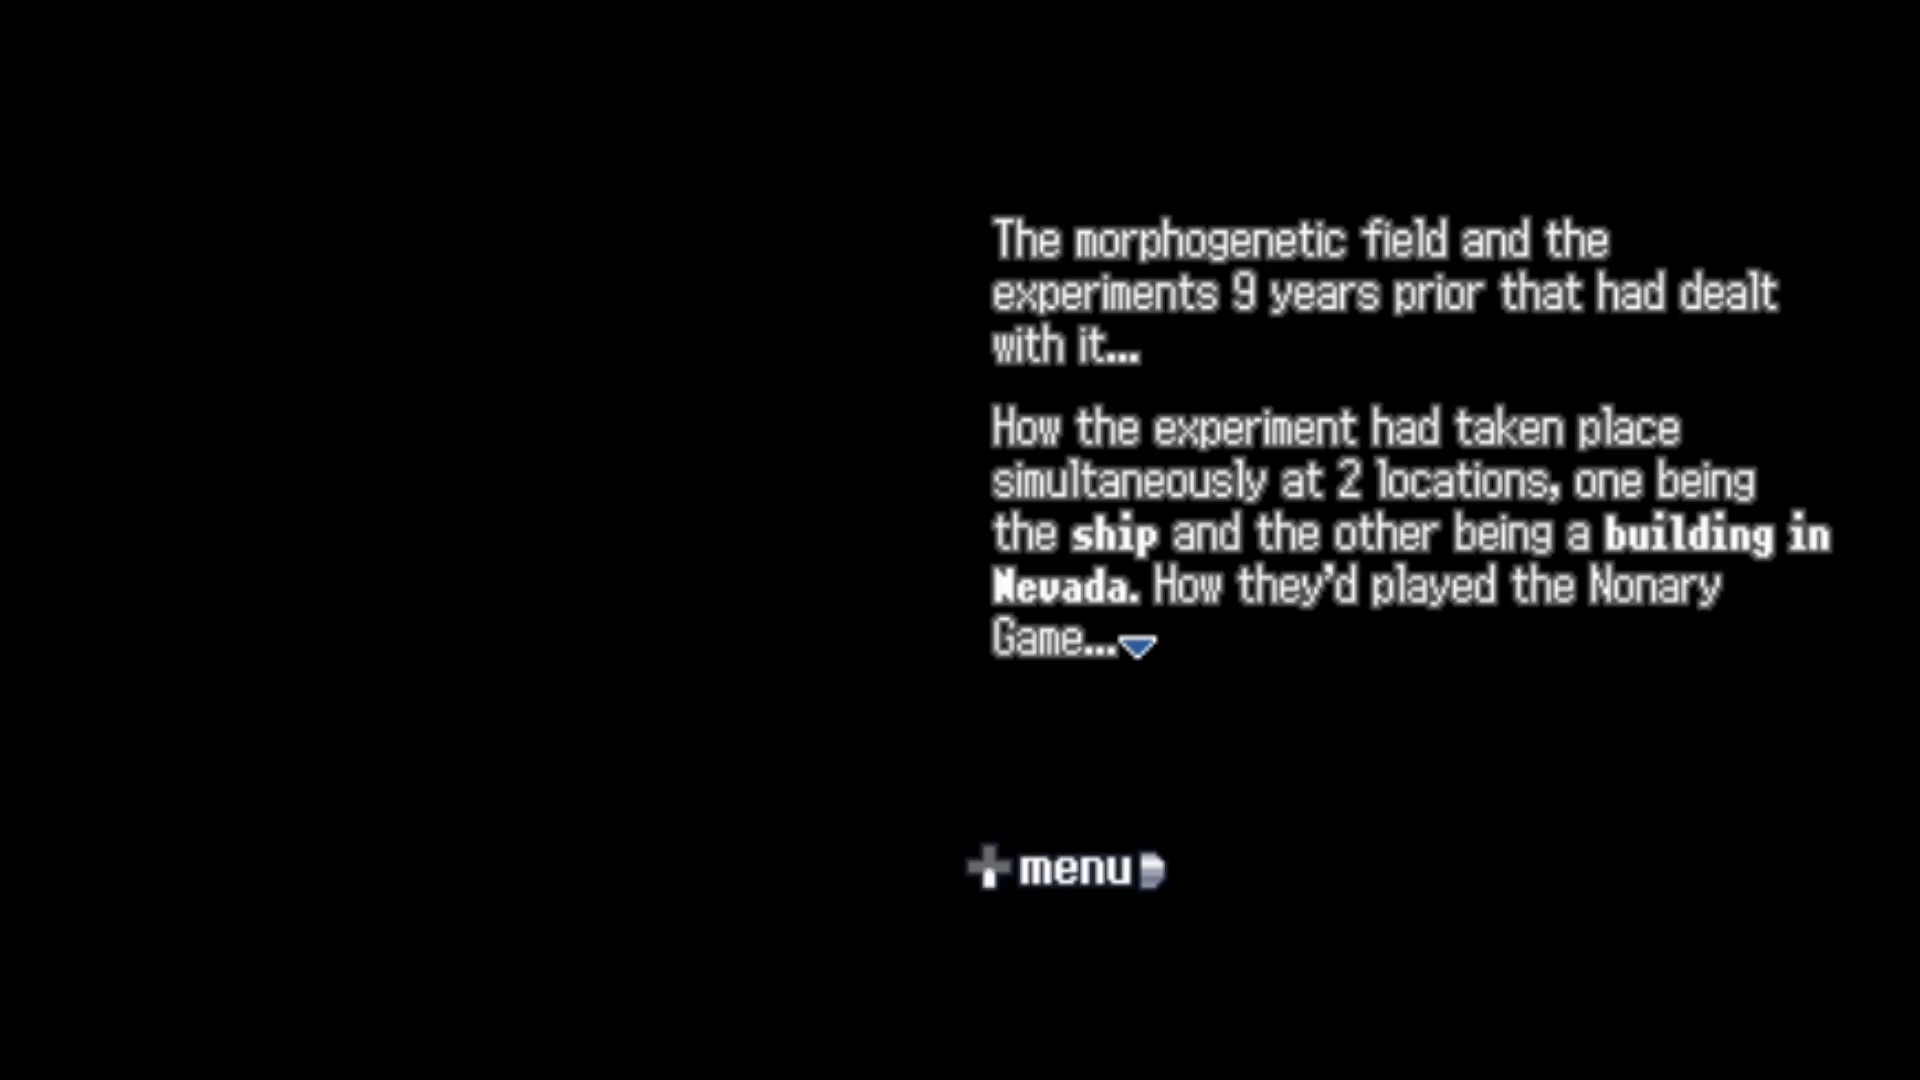 The morphogenetic field and the
experiments 9 years prior that had dealt
with it...
How the experiment had taken place
simultaneously at 2 locations, one being
the ship and the other being a building in
Nevada. How they'd played the Nonary
Game...
menu